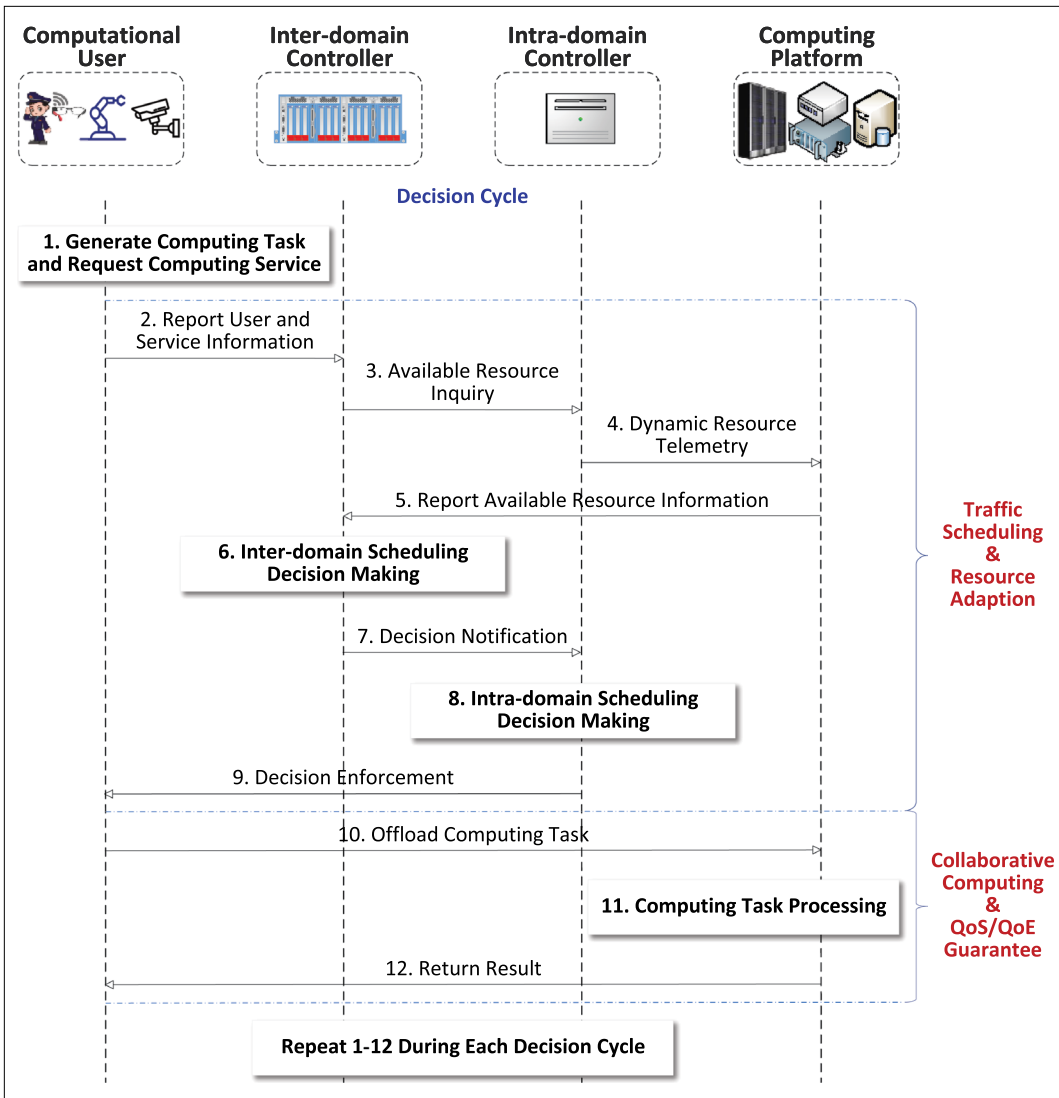 Computational
User
Inter-domain
Controller
Intra-domain
Controller
Computing
Platform
Decision Cycle
1. Generate Computing Task
and Request Computing Service
2. Report User and
Service Information
3. Available Resource
Inquiry
4. Dynamic Resource
Telemetry
5. Report Available Resource Information
6. Inter-domain Scheduling
Decision Making
7. Decision Notification
8. Intra-domain Scheduling
Decision Making
9. Decision Enforcement
Traffic
Scheduling
&
Resource
Adaption
10. Offload Computing Task
11. Computing Task Processing
12. Return Result
Collaborative
Computing
&
QoS/QoE
Guarantee
Repeat 1-12 During Each Decision Cycle